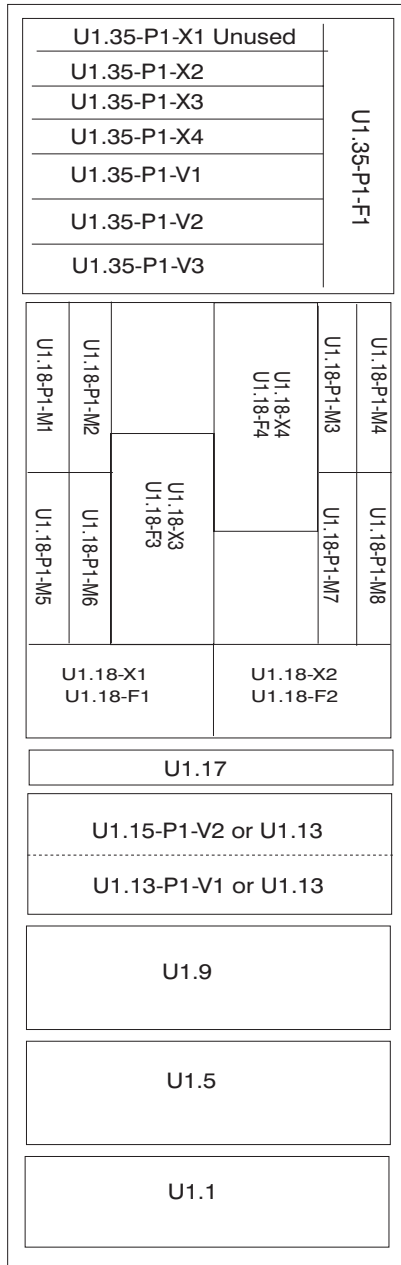 U1.35-P1-X1 Unused
U1.35-P1-X2
U1.35-P1-X3
U1.35-P1-X4
U1.35-P1-V1
U1.35-P1-V2
U1.35-P1-V3
U1.35-P1-F1
U1.18-P1-M1
U1.18-P1-M2
U1.18-X4
U1.18-F4
U1.18-P1-M3
U1.18-P1-M4
U1.18-P1-M5
U1.18-P1-M6
U1.18-X3
U1.18-F3
U1.18-P1-M7
U1.18-P1-M8
U1.18-X1
U1.18-F1
U1.18-X2
U1.18-F2
U1.17
U1.15-P1-V2 or U1.13
U1.13-P1-V1 or U1.13
U1.9
U1.5
U1.1